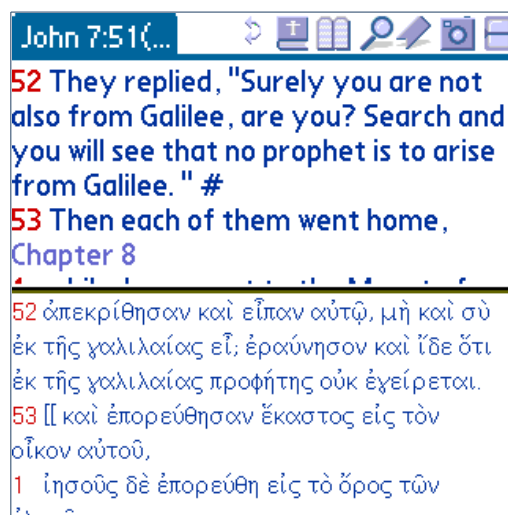 John 7:51(...
52 They replied, "Surely you are not
also from Galilee, are you? Search and
you will see that no prophet is to arise
from Galilee. " #
53 Then each of them went home,
Chapter 8
52 ἀπεκρίθησαν καὶ εἶπαν αὐτῷ, μὴ καὶ σὺ
ἐκ τῆς γαλιλαίας εἶ; ἐραύνησον καὶ ἴδε ὅτι
ἐκ τῆς γαλιλαίας προφήτης οὐκ ἐγείρεται.
53 [[ καὶ ἐπορεύθησαν ἕκαστος εἰς τὸν
οἶκον αὐτοῦ,
1 ἰησοῦς δὲ ἐπορεύθη εἰς τὸ ὄρος τῶν